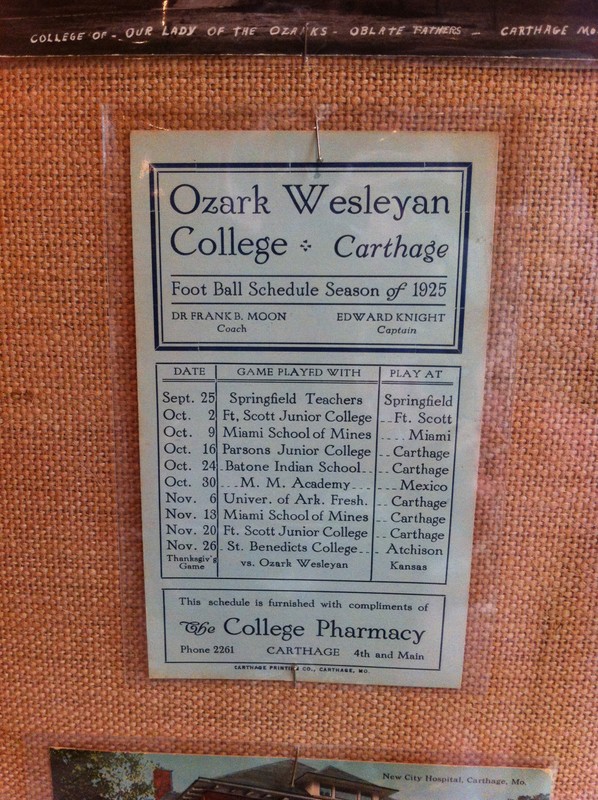 COLLEGE OF - OUR LADY OF THE OZARKS - OBLATE FATHERS - CARTHAGE MO.
Ozark Wesleyan
College Carthage
Foot Ball Schedule Season of 1925
DR FRANK B. MOON EDWARD KNIGHT
Coach Captain
DATE GAME PLAYED WITH PLAY AT
Sept. 25 Springfield Teachers Springfield
Oct. 2 Ft, Scott Junior College Ft. Scott
Oct. 9 Miami School of Mines Miami
Oct. 16 Parsons Junior College Carthage
Oct. 24 Batone Indian School Carthage
Oct. 30 M. M. Academy Mexico
Nov. 6 Univer. of Ark. Fresh. Carthage
Nov. 13 Miami School of Mines Carthage
Nov. 20 Ft. Scott Junior College Carthage
Nov. 26 St. Benedicts College Atchison
Thanksgiv'g vs. Ozark Wesleyan Kansas
Game
This schedule is furnished with compliments of
The College Pharmacy
Phone 2261 CARTHAGE 4th and Main
CARTHAGE PRINTING CO., CARTHAGE, MO.
New City Hospital, Carthage, Mo.